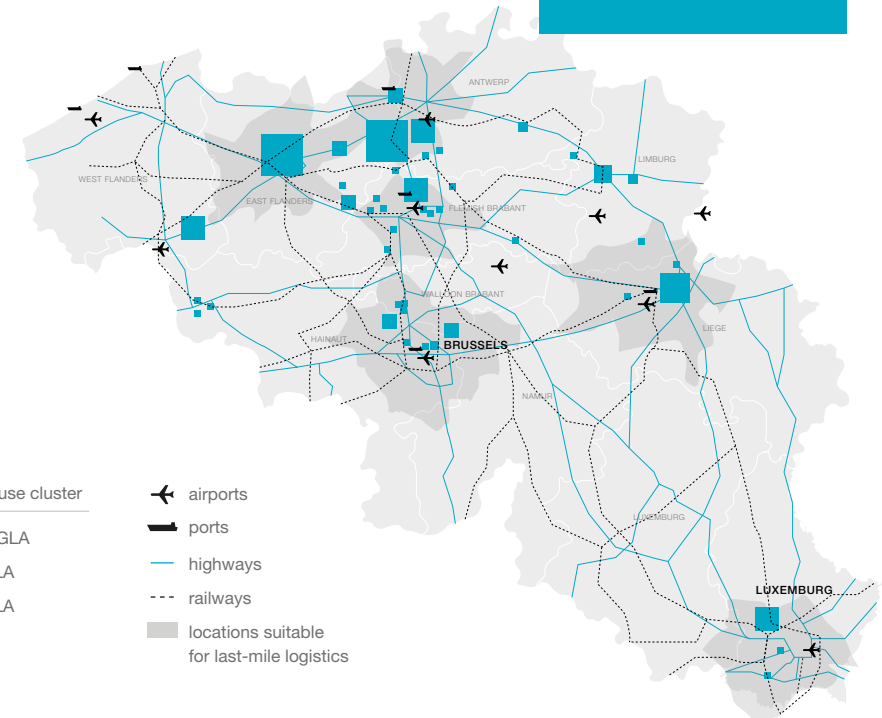 ANTWERP
LIMBURG
WEST FLANDERS
EAST FLANDERS
FLEMISH BRABANT
WALLOON BRABANT
LIEGE
HAINAUT
BRUSSELS
NAMUR
LUXEMBURG
LUXEMBURG
use cluster
GLA
LA
LA
airports
ports
highways
railways
locations suitable
for last-mile logistics